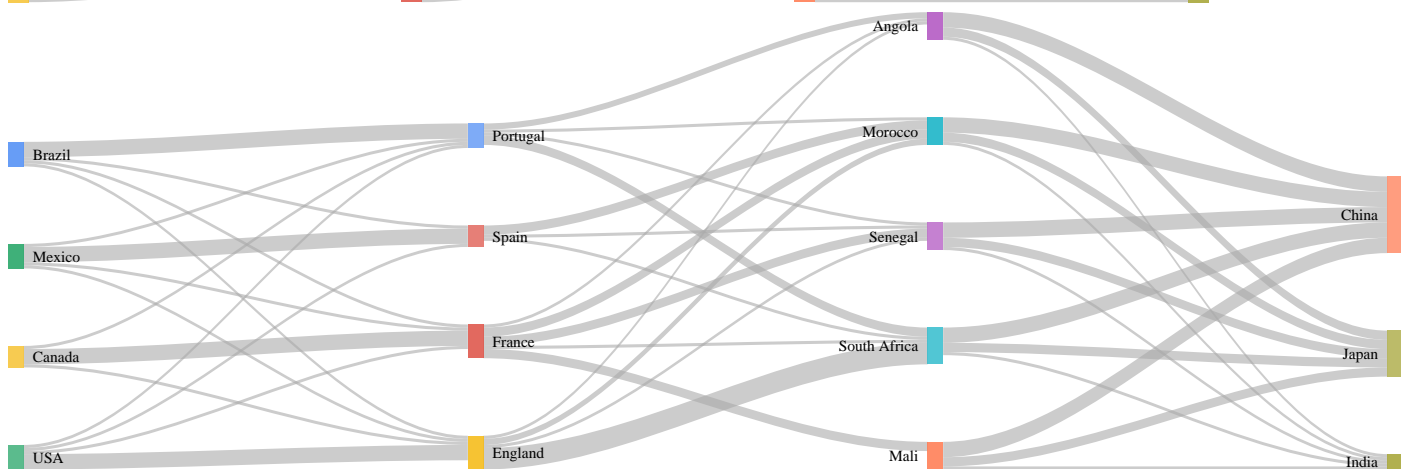 Brazil
Mexico
Canada
USA
Portugal
Spain
France
England
Angola
Morocco
Senegal
South Africa
Mali
China
Japan
India